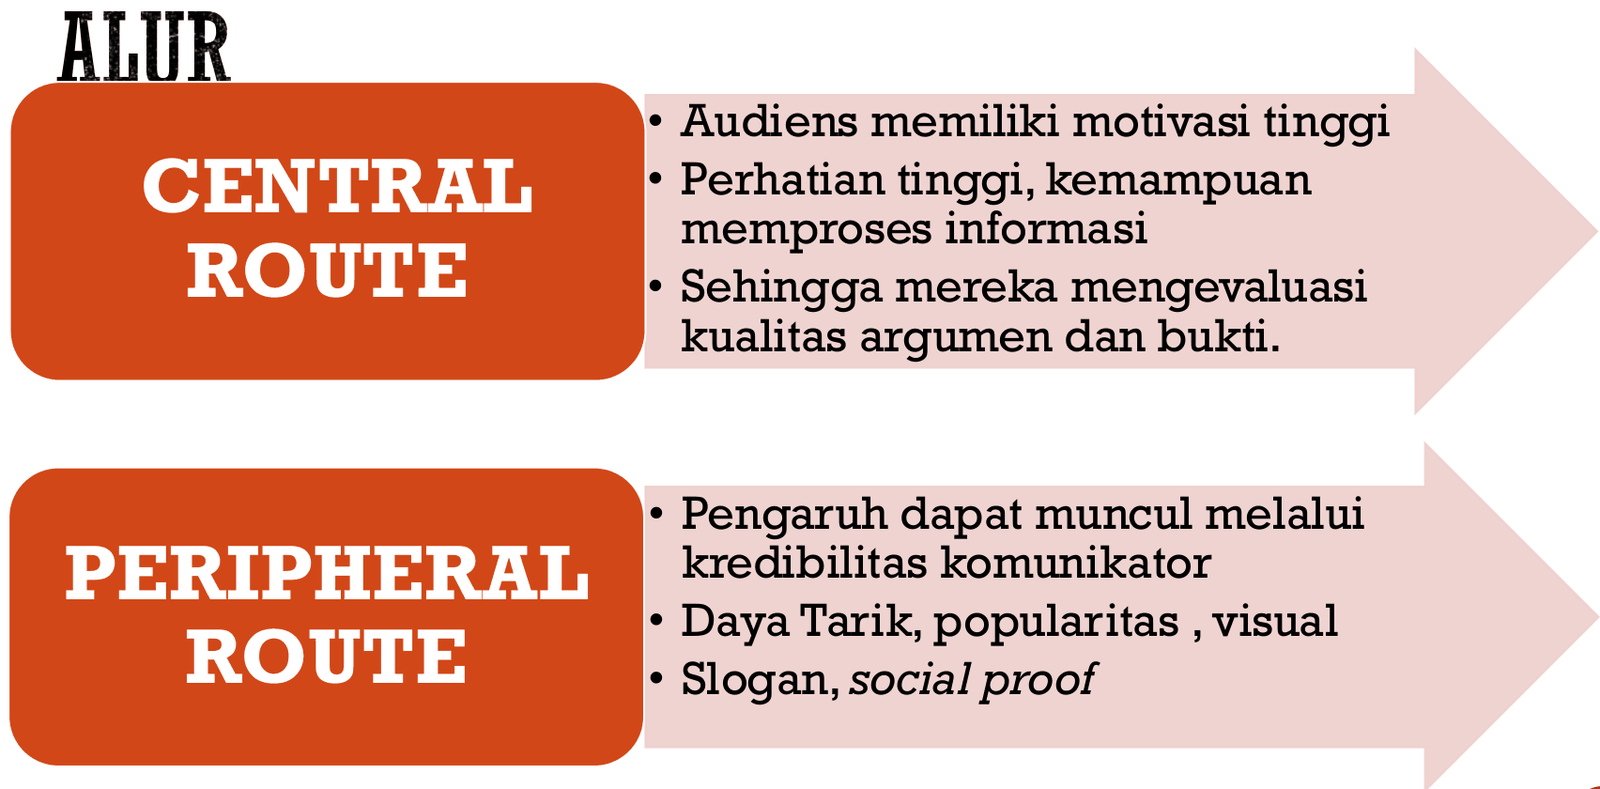 ALUR
CENTRAL
ROUTE
• Audiens memiliki motivasi tinggi
• Perhatian tinggi, kemampuan
memproses informasi
• Sehingga mereka mengevaluasi
kualitas argumen dan bukti.
PERIPHERAL
ROUTE
• Pengaruh dapat muncul melalui
kredibilitas komunikator
• Daya Tarik, popularitas , visual
• Slogan, social proof